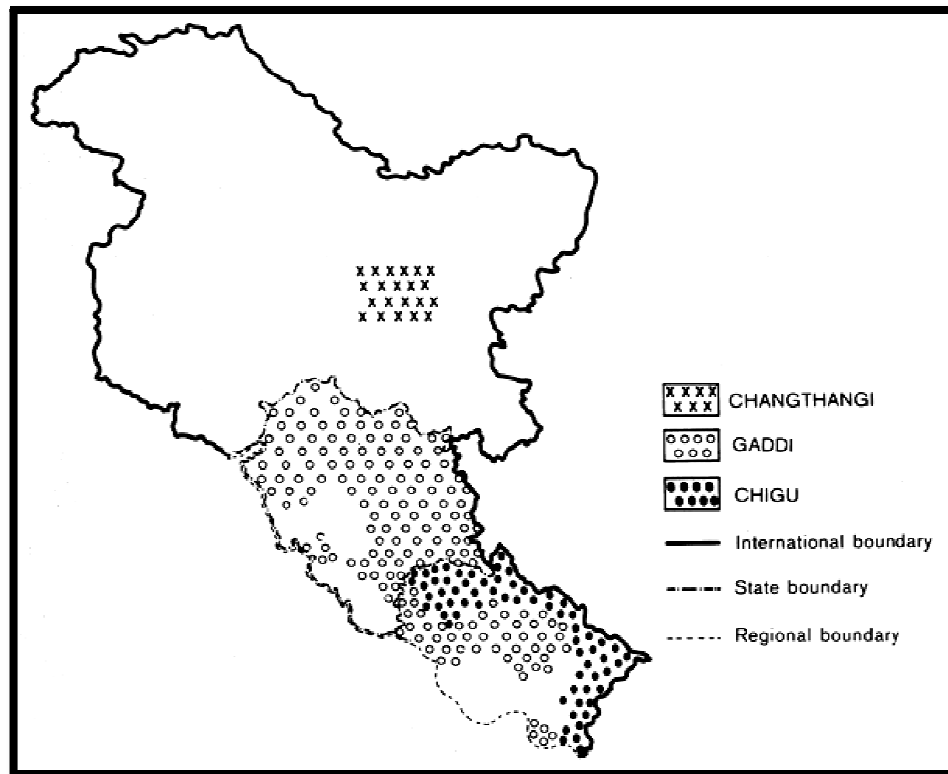 CHANGTHANGI
GADDI
CHIGU
International boundary
State boundary
Regional boundary